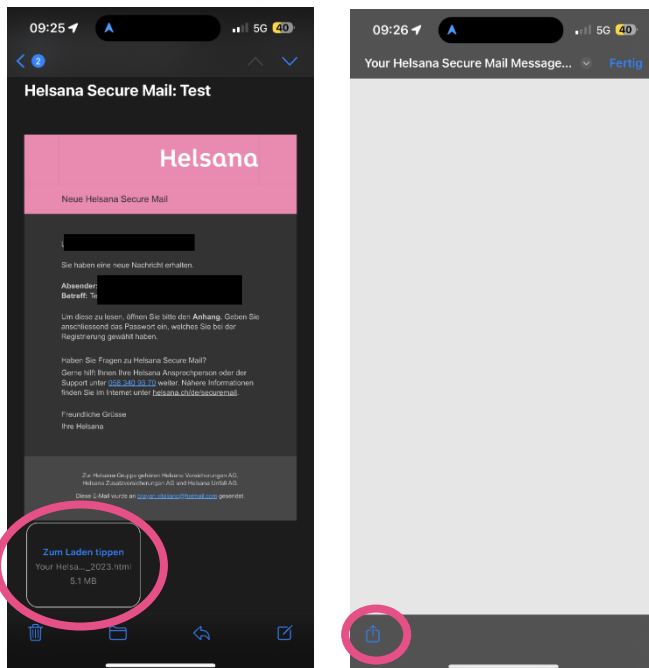 09:25
5G 40
2
Helsana Secure Mail: Test
Helsana
Neue Helsana Secure Mail
Sie haben eine neue Nachricht erhalten.
Absender:
Betreff: Te
Um diese zu lesen, öffnen Sie bitte den Anhang. Geben Sie
anschliessend das Passwort ein, welches Sie bei der
Registrierung gewählt haben.
Haben Sie Fragen zu Helsana Secure Mail?
Gerne hilft Ihnen Ihre Helsana Ansprechperson oder der
Support unter 058 340 93 70 weiter. Nähere Informationen
finden Sie im Internet unter helsana.ch/de/securemail.
Freundliche Grüsse
Ihre Helsana
Zur Helsana-Gruppe gehören Helsana Versicherungen AG,
Helsana Zusatzversicherungen AG und Helsana Unfall AG.
Diese E-Mail wurde an gesendet.
Zum Laden tippen
Your Helsa..._2023.html
5.1 MB
09:26
5G 40
Your Helsana Secure Mail Message...
Fertig